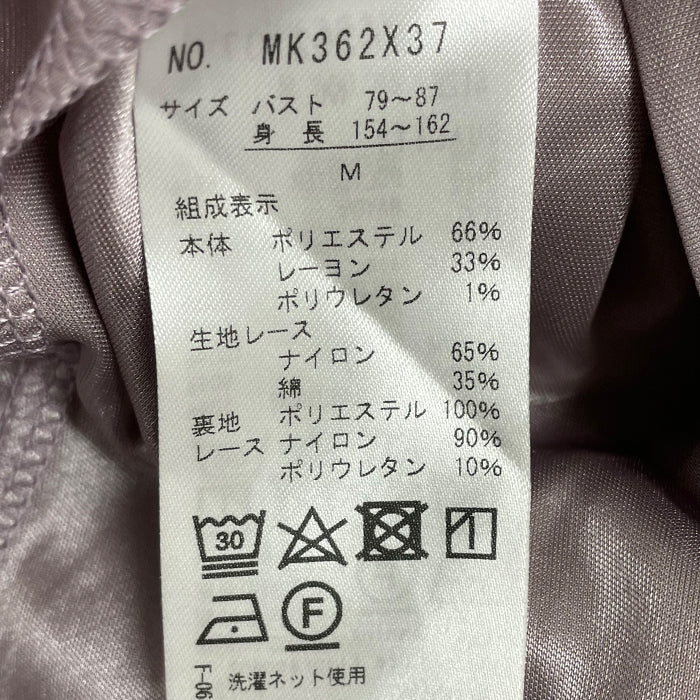 NO. MK362X37
サイズ バスト 79～87
身長 154～162
M
組成表示
本体 ポリエステル 66%
レーヨン 33%
ポリウレタン 1%
生地レース
ナイロン 65%
綿 35%
裏地 ポリエステル 100%
レース ナイロン 90%
ポリウレタン 10%
30
F
F-06
洗濯ネット使用